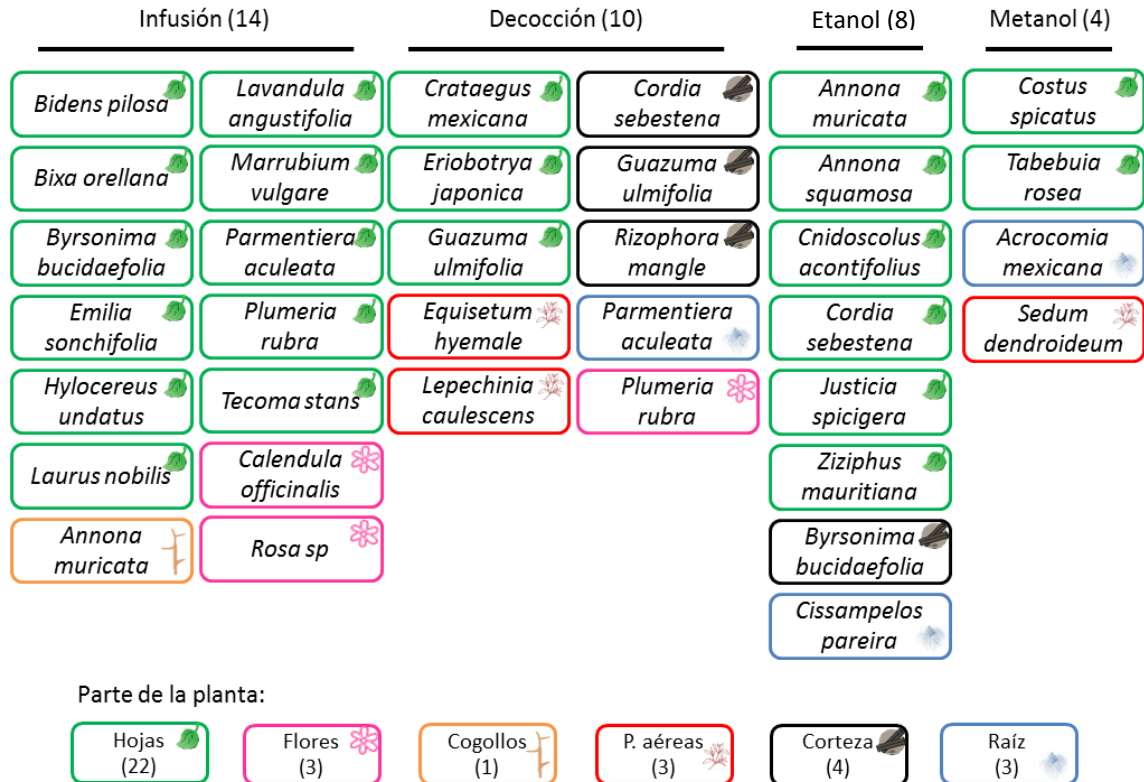 Infusión (14)
Decocción (10)
Etanol (8)
Metanol (4)
Bidens pilosa
Bixa orellana
Byrsonima
bucidaefolia
Emilia
sonchifolia
Hylocereus
undatus
Laurus nobilis
Annona
muricata
Lavandula
angustifolia
Marrubium
vulgare
Parmentiera
aculeata
Plumeria
rubra
Tecoma stans
Calendula
officinalis
Rosa sp
Crataegus
mexicana
Eriobotrya
japonica
Guazuma
ulmifolia
Equisetum
hyemale
Lepechinia
caulescens
Cordia
sebestena
Guazuma
ulmifolia
Rizophora
mangle
Parmentiera
aculeata
Plumeria
rubra
Annona
muricata
Annona
squamosa
Cnidoscolus
acontifolius
Cordia
sebestena
Justicia
spicigera
Ziziphus
mauritiana
Byrsonima
bucidaefolia
Cissampelos
pareira
Costus
spicatus
Tabebuia
rosea
Acrocomia
mexicana
Sedum
dendroideum
Parte de la planta:
Hojas
(22)
Flores
(3)
Cogollos
(1)
P. aéreas
(3)
Corteza
(4)
Raíz
(3)